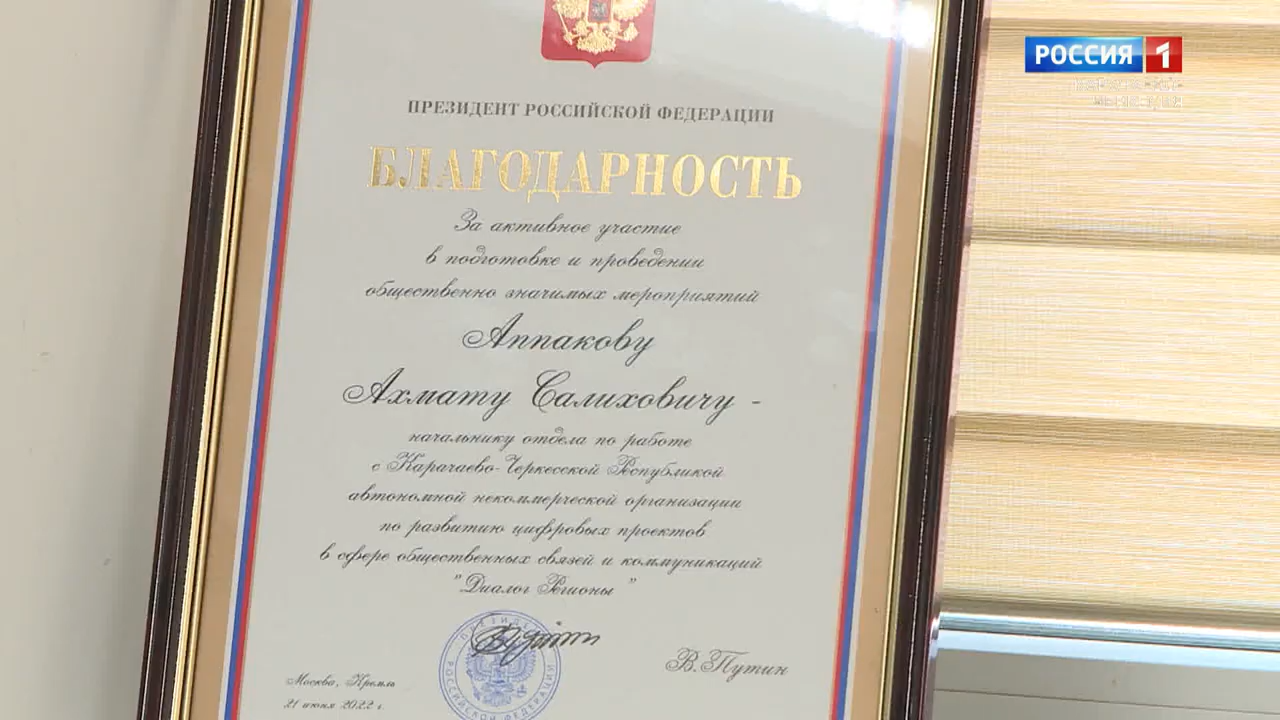 РОССИЯ 1
ПРЕЗИДЕНТ РОССИЙСКОЙ ФЕДЕРАЦИИ
БЛАГОДАРНОСТЬ
За активное участие
в подготовке и проведении
общественно значимых мероприятий
Аппакову
Ахмату Салиховичу -
начальнику отдела по работе
с Карачаево-Черкесской Республикой
автономной некоммерческой организации
по развитию цифровых проектов
в сфере общественных связей и коммуникаций
"Диалог Регионы"
В.Путин
Москва, Кремль
21 июня 2022 г.